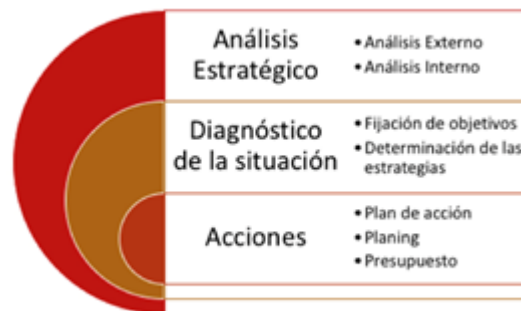 Análisis
Estratégico
• Análisis Externo
• Análisis Interno
Diagnóstico
de la situación
• Fijación de objetivos
• Determinación de las
estrategias
Acciones
• Plan de acción
• Planing
• Presupuesto